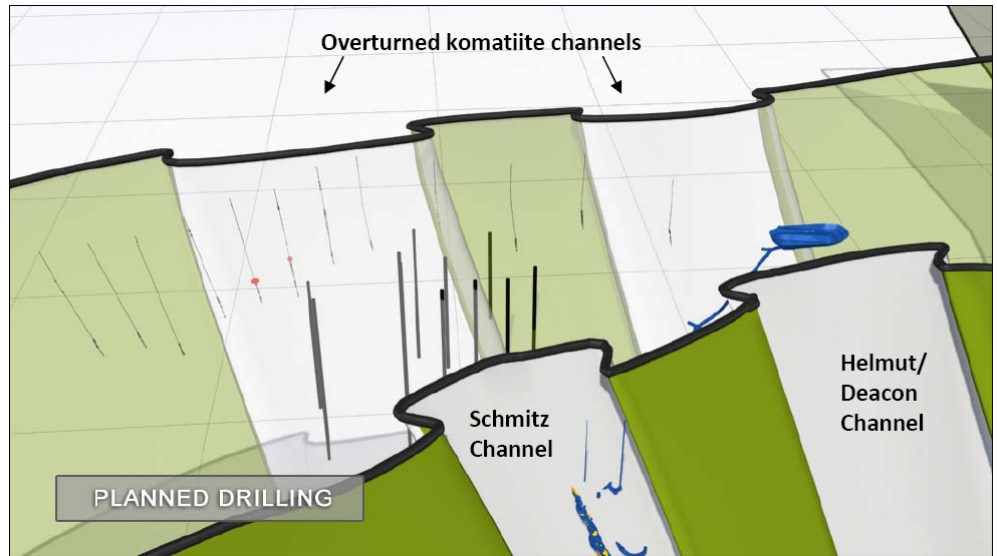 Overturned komatiite channels
Helmut/
Deacon
Channel
Schmitz
Channel
PLANNED DRILLING